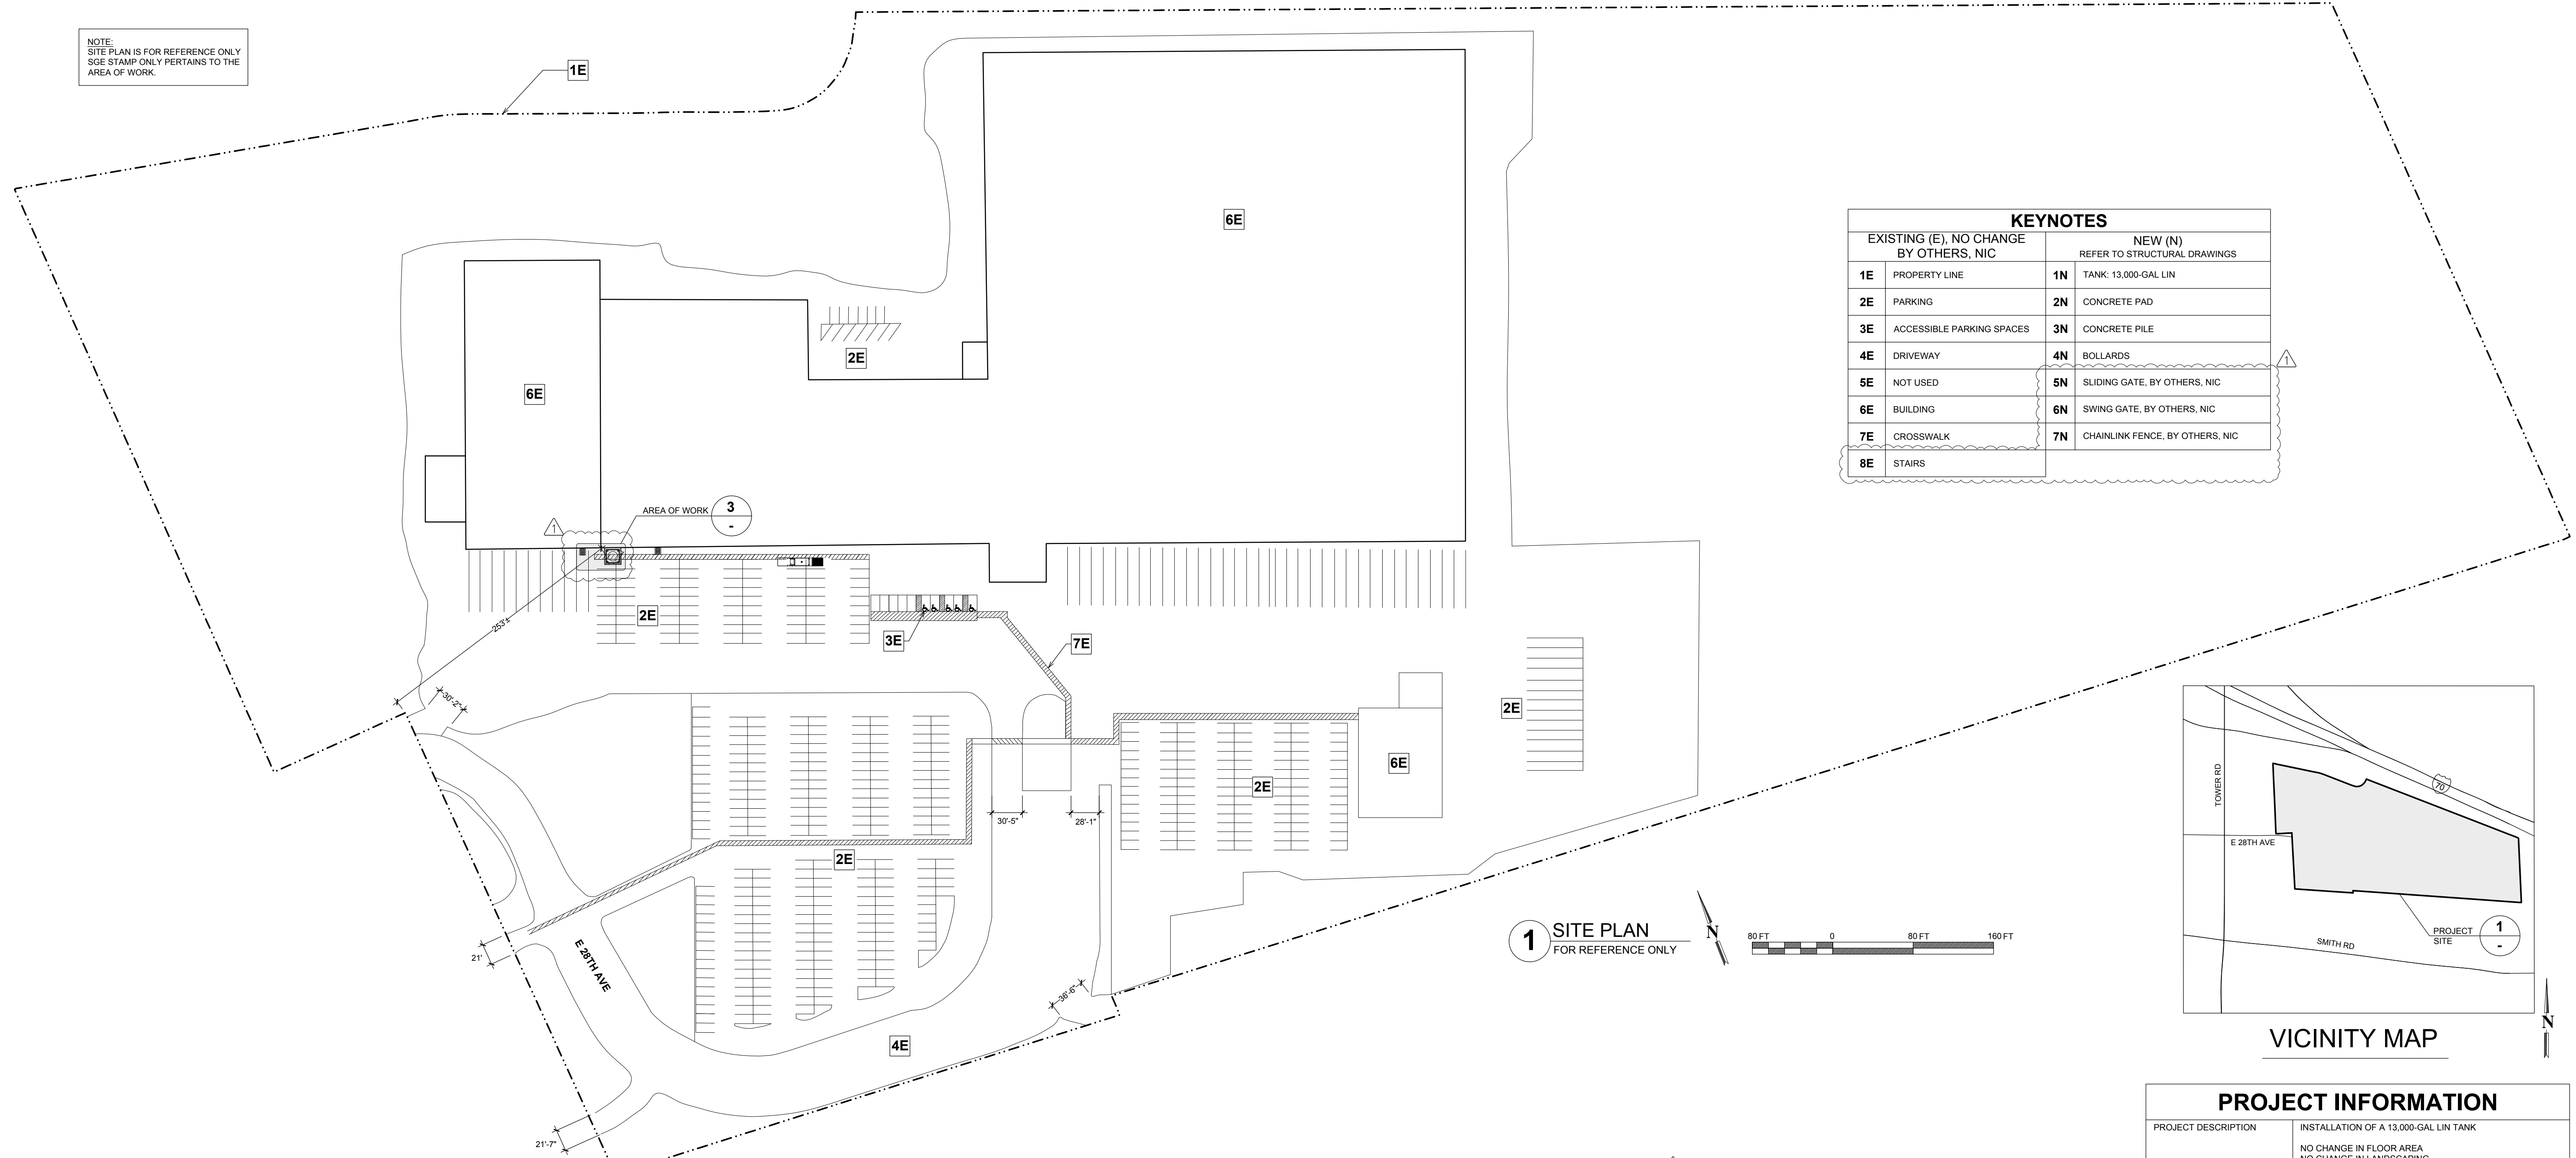 NOTE:
SITE PLAN IS FOR REFERENCE ONLY
SGE STAMP ONLY PERTAINS TO THE
AREA OF WORK.
1E
6E
2E
6E
AREA OF WORK
3
-
1
253'±
2E
3E
7E
30'-2"
2E
6E
2E
30'-5"
28'-1"
2E
21'
E 28TH AVE
36'-6"
4E
21'-7"
KEYNOTES
EXISTING (E), NO CHANGE
BY OTHERS, NIC
NEW (N)
REFER TO STRUCTURAL DRAWINGS
1E PROPERTY LINE 1N TANK: 13,000-GAL LIN
2E PARKING 2N CONCRETE PAD
3E ACCESSIBLE PARKING SPACES 3N CONCRETE PILE
4E DRIVEWAY 4N BOLLARDS
1
5E NOT USED 5N SLIDING GATE, BY OTHERS, NIC
6E BUILDING 6N SWING GATE, BY OTHERS, NIC
7E CROSSWALK 7N CHAINLINK FENCE, BY OTHERS, NIC
8E STAIRS
1 SITE PLAN
FOR REFERENCE ONLY
N
80 FT 0 80 FT 160 FT
TOWER RD
70
E 28TH AVE
PROJECT
SITE
1
-
SMITH RD
N
VICINITY MAP
PROJECT INFORMATION
PROJECT DESCRIPTION INSTALLATION OF A 13,000-GAL LIN TANK
NO CHANGE IN FLOOR AREA
NO CHANGE IN LANDSCAPING